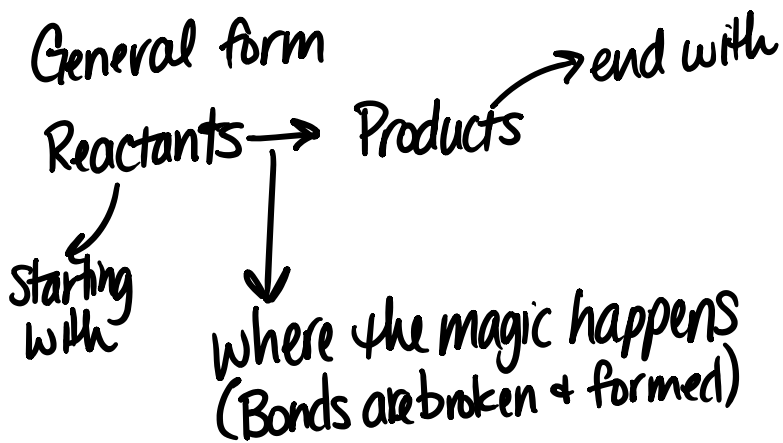 General form
end with
Reactants → Products
starting
with
where the magic happens
(Bonds are broken & formed)